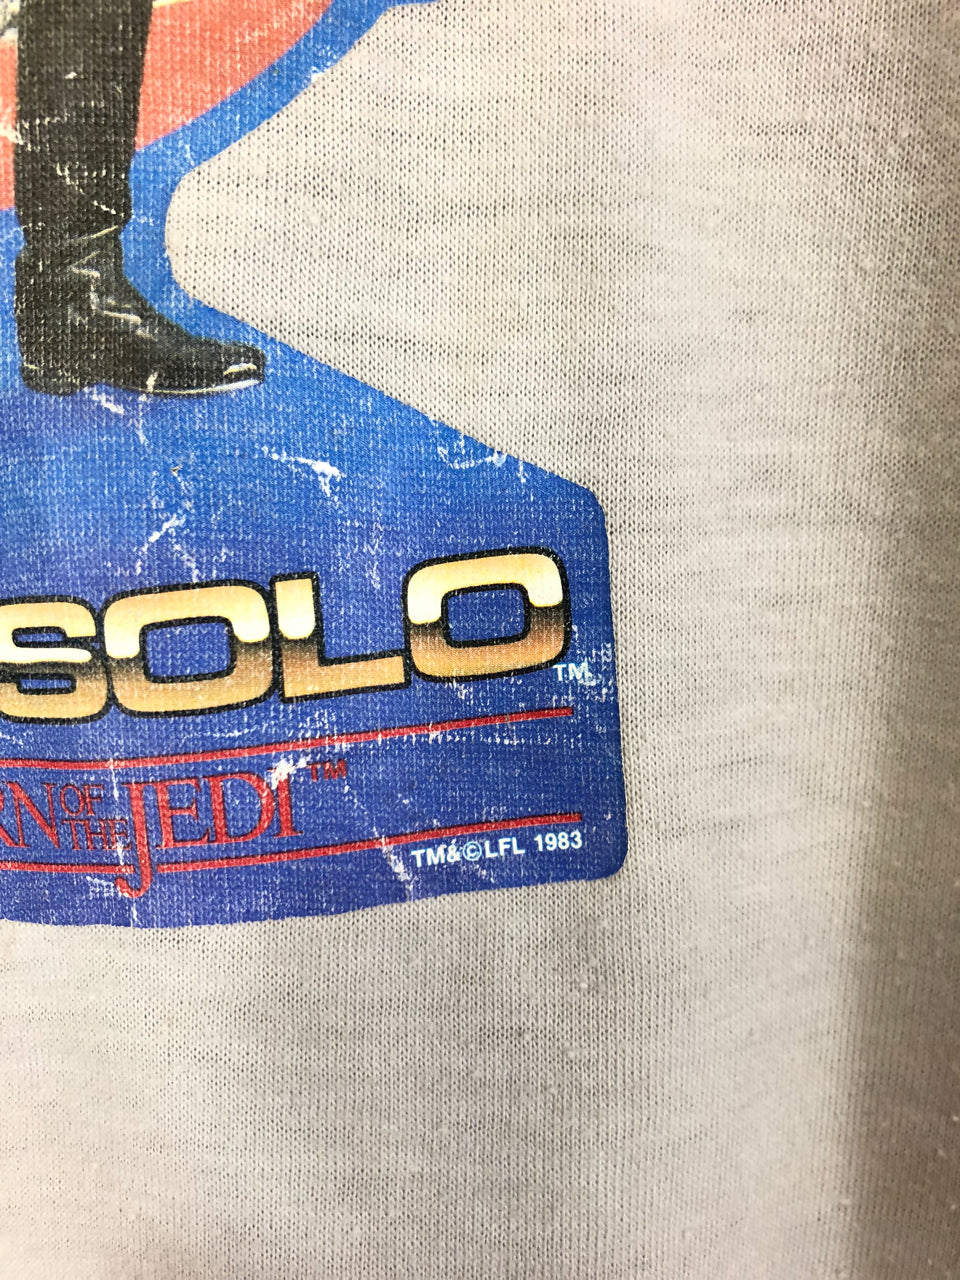 SOLO™
RN OF THE JEDI™
TM&©LFL 1983